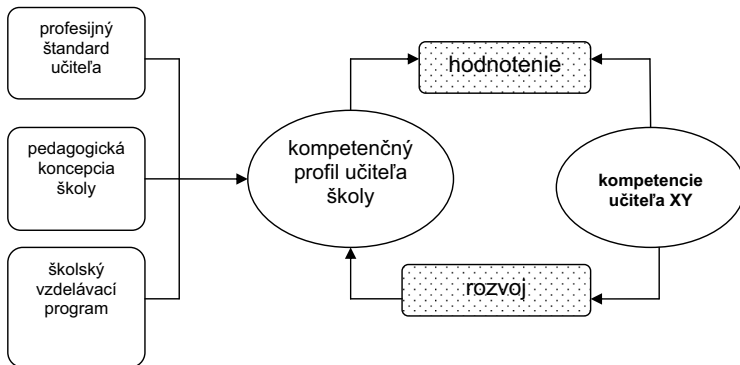 profesijný
štandard
učiteľa
pedagogická
koncepcia
školy
školský
vzdelávací
program
kompetenčný
profil učiteľa
školy
hodnotenie
rozvoj
kompetencie
učiteľa XY